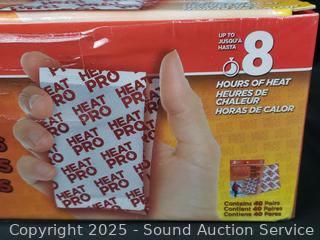 UP TO
JUSQU'À
HASTA
8
HOURS OF HEAT
HEURES DE
CHALEUR
HORAS DE CALOR
HEAT
PRO
HEAT
PRO
HEAT
PRO
HEAT
PRO
HEAT
PRO
HEAT
PRO
Contains 40 Pairs
Contient 40 Paires
Contiene 40 Pares
Copyright 2025 - Sound Auction Service